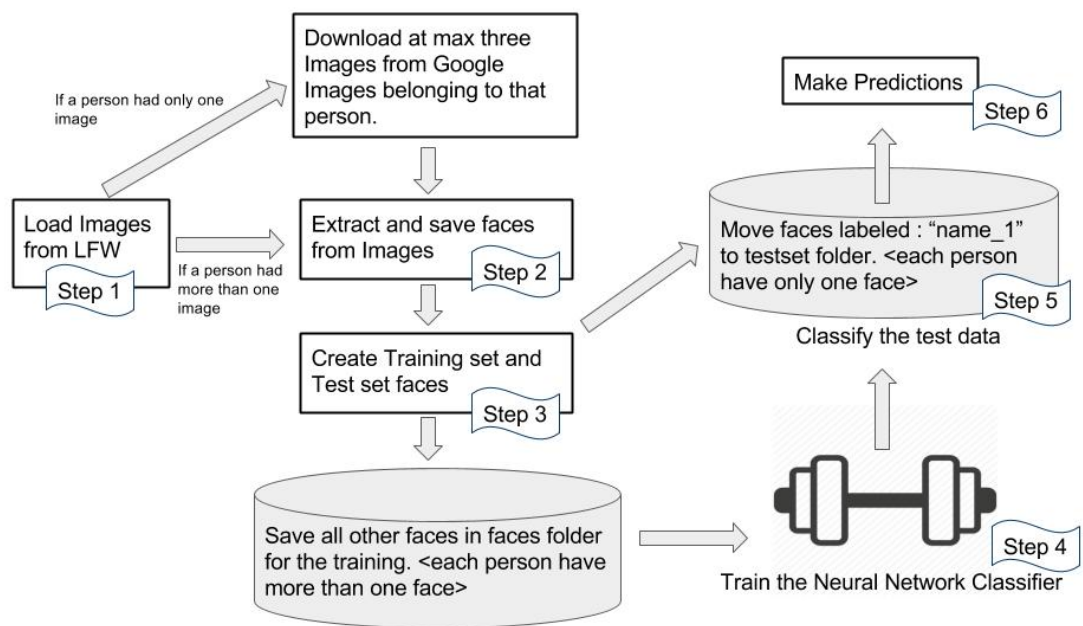 Download at max three
Images from Google
Images belonging to that
person.
If a person had only one
image
Load Images
from LFW
Step 1
If a person had
more than one
image
Extract and save faces
from Images
Step 2
Create Training set and
Test set faces
Step 3
Save all other faces in faces folder
for the training. <each person have
more than one face>
Step 4
Train the Neural Network Classifier
Move faces labeled : “name_1”
to testset folder. <each person
have only one face>
Step 5
Classify the test data
Make Predictions
Step 6